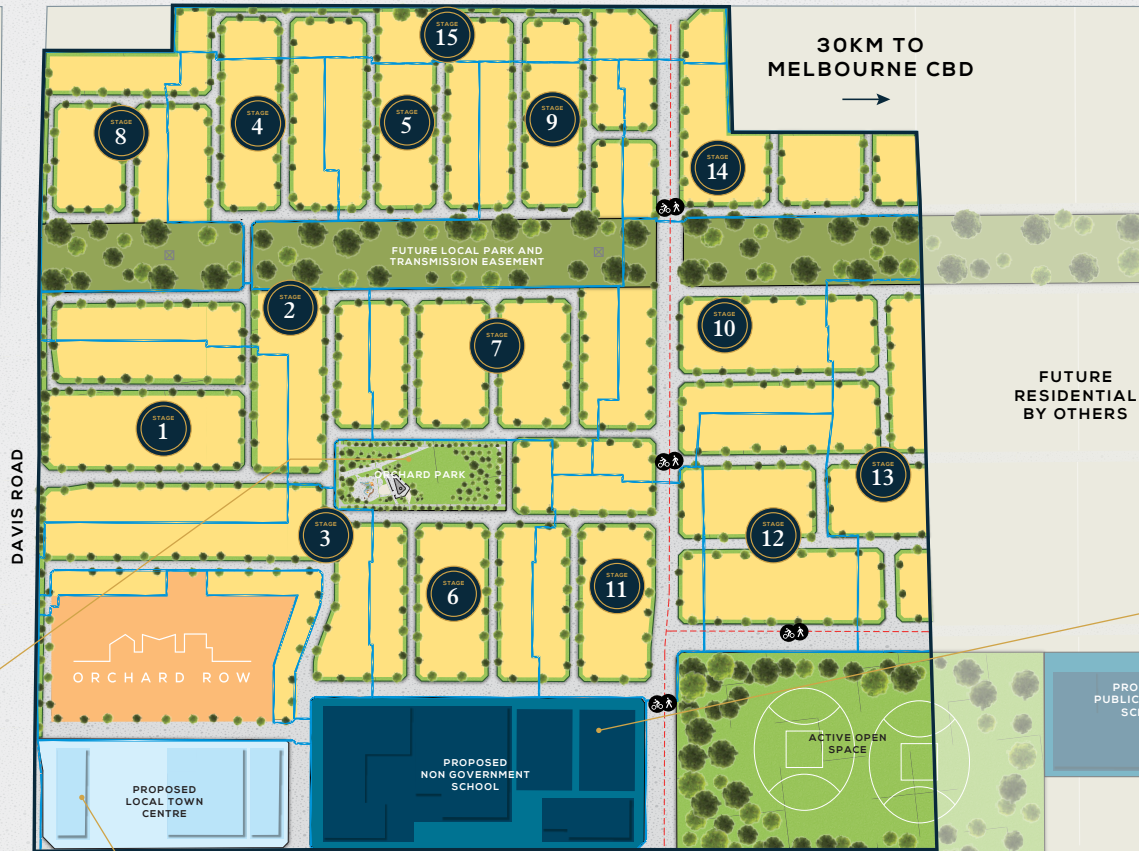 STAGE
15
30KM TO
MELBOURNE CBD
STAGE
8
STAGE
4
STAGE
5
STAGE
9
STAGE
14
FUTURE LOCAL PARK AND
TRANSMISSION EASEMENT
STAGE
2
STAGE
7
STAGE
10
FUTURE
RESIDENTIAL
BY OTHERS
STAGE
1
DAVIS ROAD
ORCHARD PARK
STAGE
13
STAGE
3
STAGE
12
STAGE
6
STAGE
11
ORCHARD ROW
ACTIVE OPEN
SPACE
PROPOSED
NON GOVERNMENT
SCHOOL
PROPOSED
LOCAL TOWN
CENTRE
PRO
PUBLIC
SC